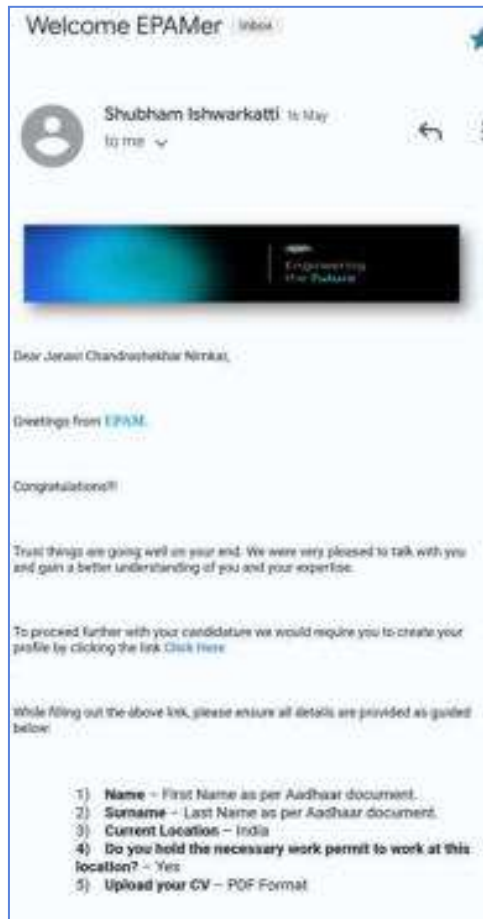 Welcome EPAMer Inbox
Shubham Ishwarkatti 16 May
to me
Engineering
the Future
Dear Janavi Chandrashekhar Nimkar,
Greetings from EPAM.
Congratulations!!!
Trust things are going well on your end. We were very pleased to talk with you
and gain a better understanding of you and your expertise.
To proceed further with your candidature we would require you to create your
profile by clicking the link Click Here
While filling out the above link, please ensure all details are provided as guided
below:
1) Name – First Name as per Aadhaar document.
2) Surname – Last Name as per Aadhaar document.
3) Current Location – India
4) Do you hold the necessary work permit to work at this
location? – Yes
5) Upload your CV – PDF Format